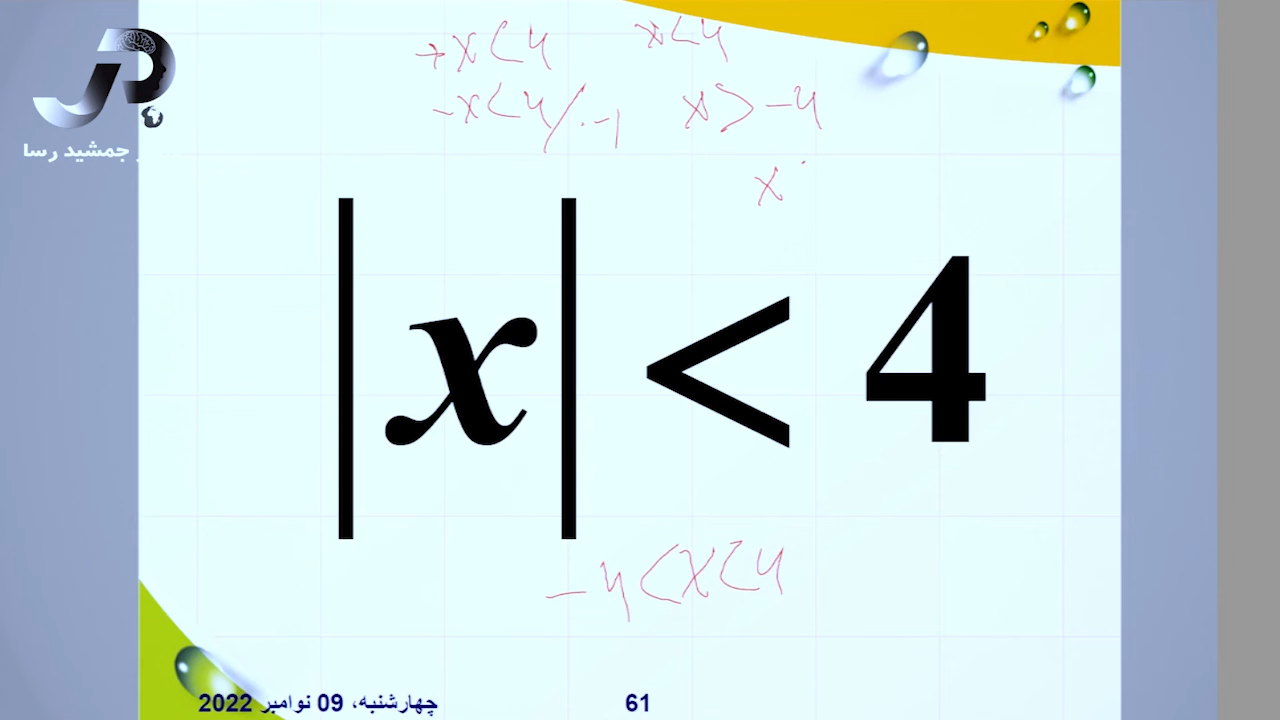 +x<4 x<4
-x<4 /·-1 x>-4
x
|x| < 4
-4<x<4
جمشید رسا
چهارشنبه، 09 نوامبر 2022
61